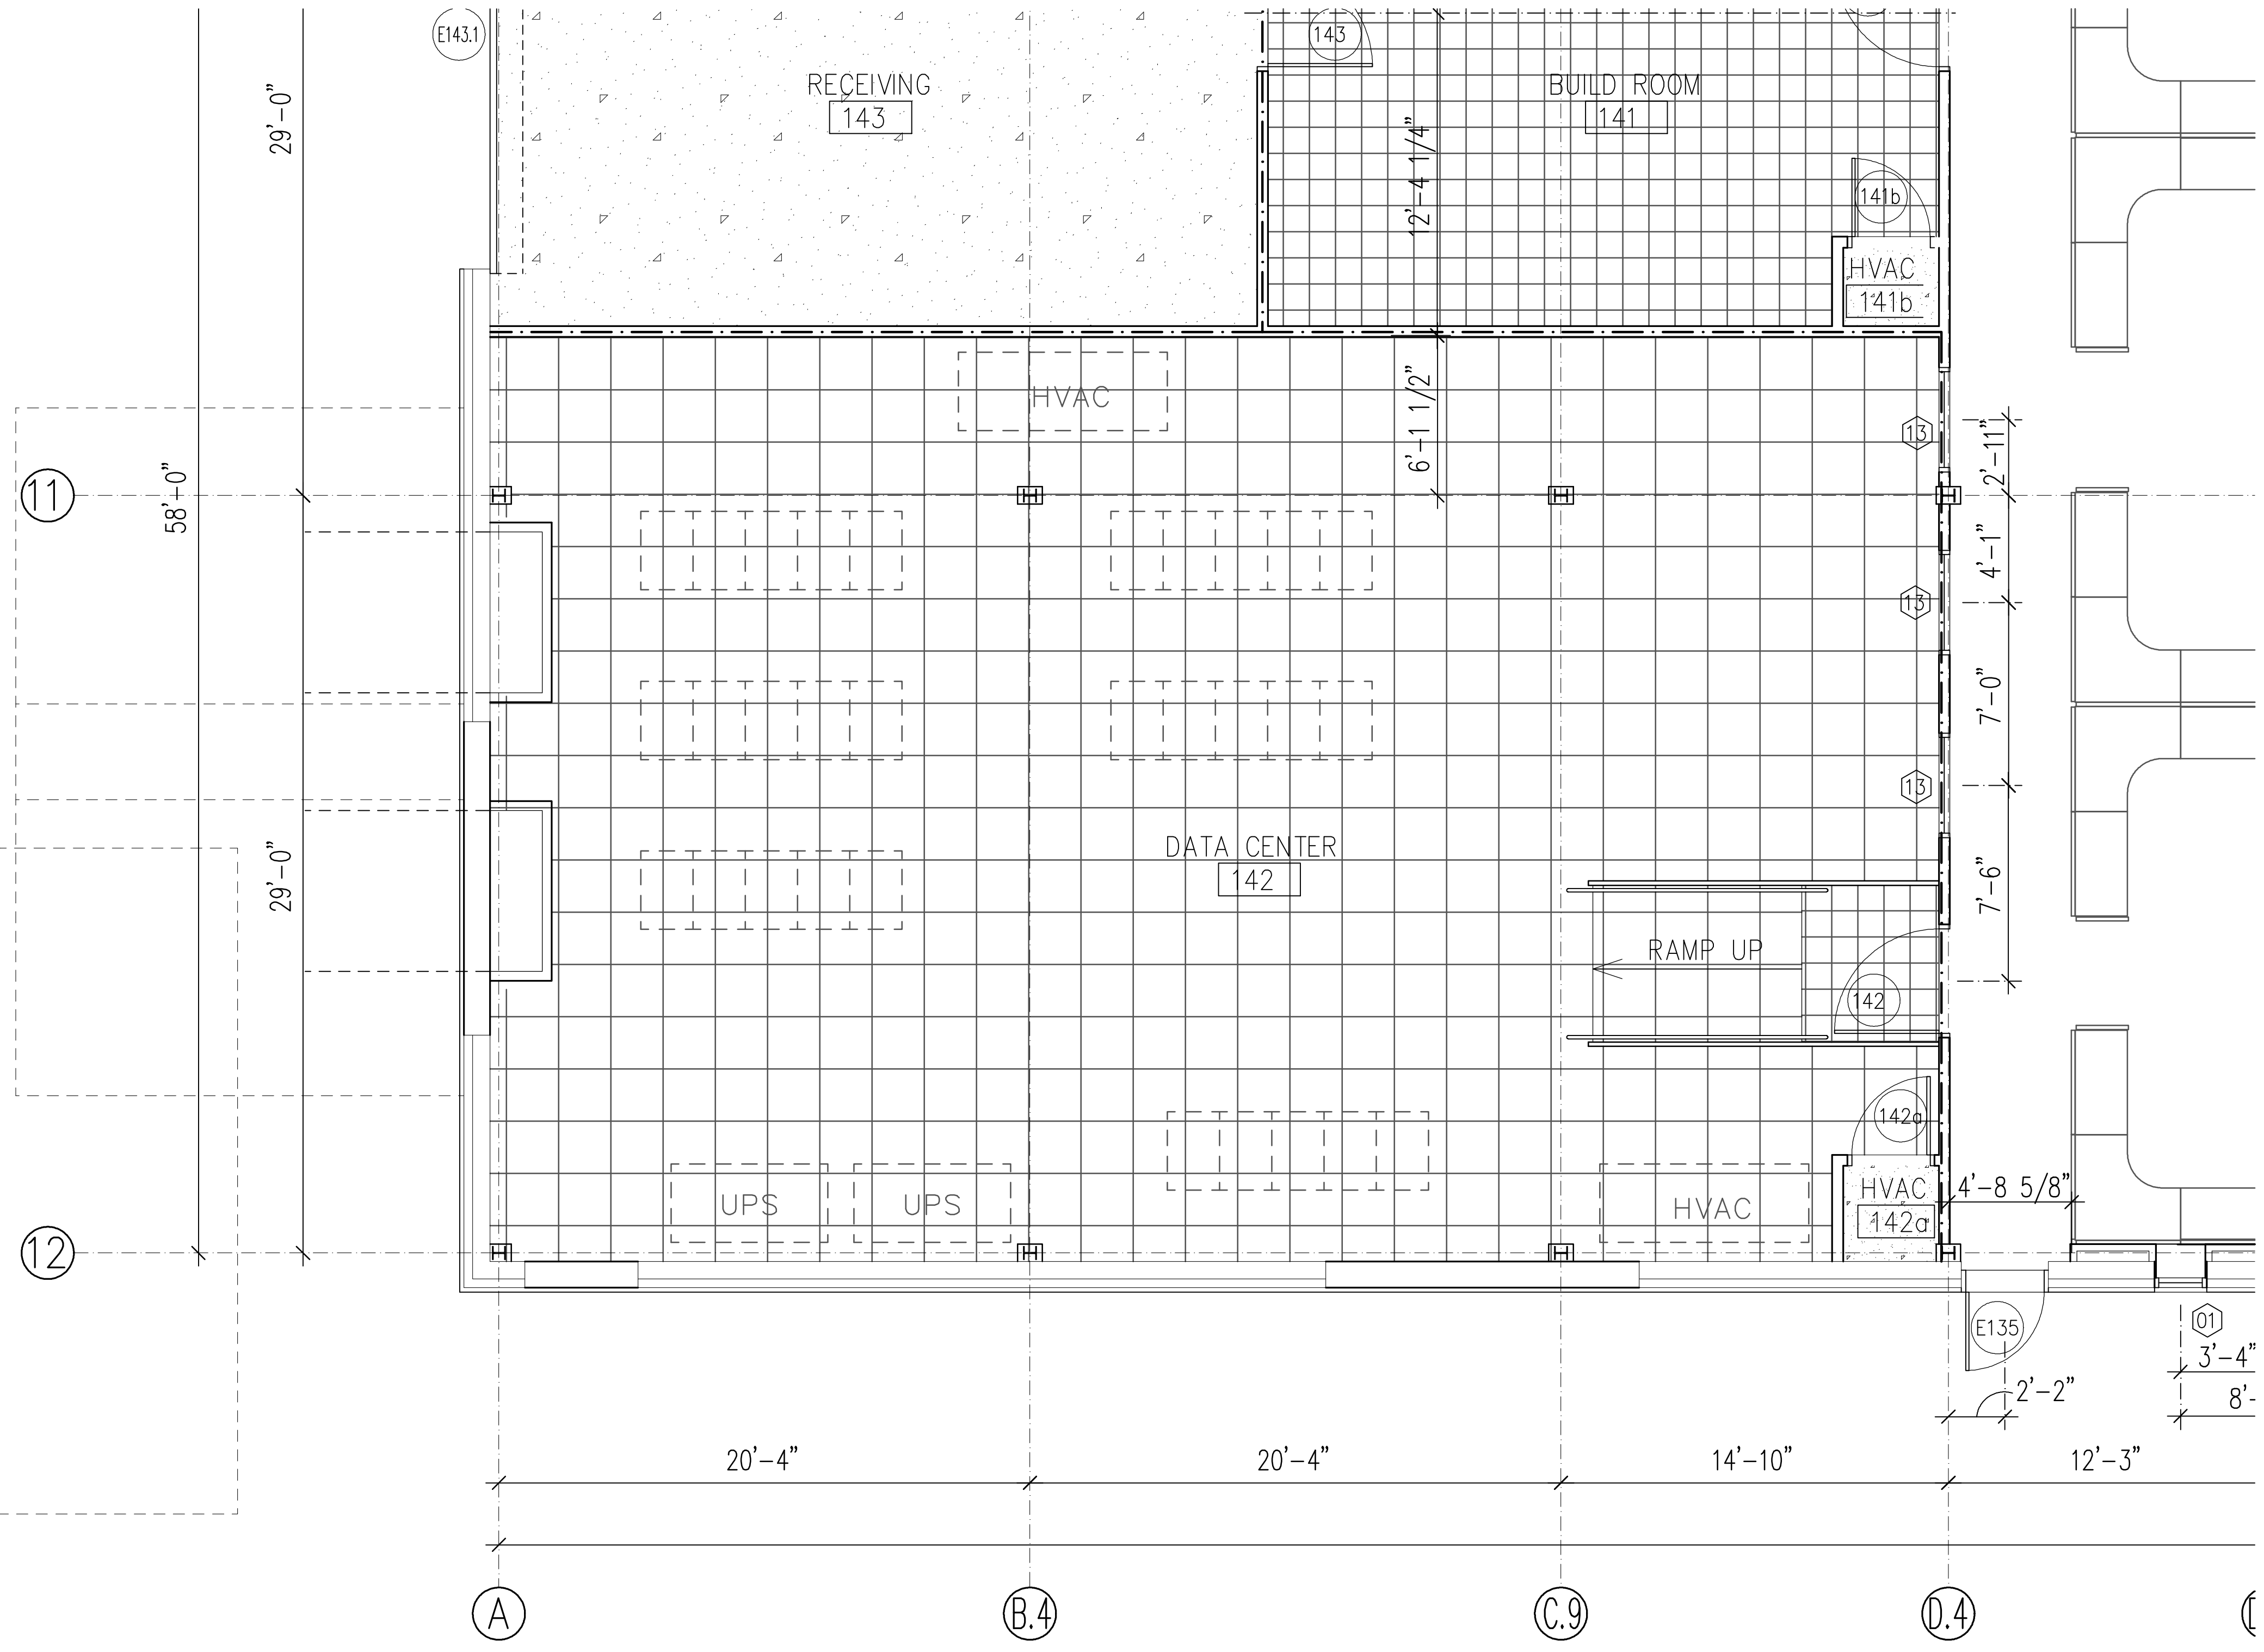 E143.1
143
RECEIVING
143
BUILD ROOM
141
29'-0"
12'-4 1/4"
141b
HVAC
141b
HVAC
6'-1 1/2"
13
2'-11"
11
58'-0"
4'-1"
13
7'-0"
13
DATA CENTER
142
29'-0"
7'-6"
RAMP UP
142
142a
UPS
UPS
HVAC
HVAC
142a
4'-8 5/8"
12
E135
01
3'-4"
2'-2"
8'-
20'-4"
20'-4"
14'-10"
12'-3"
A
B.4
C.9
D.4